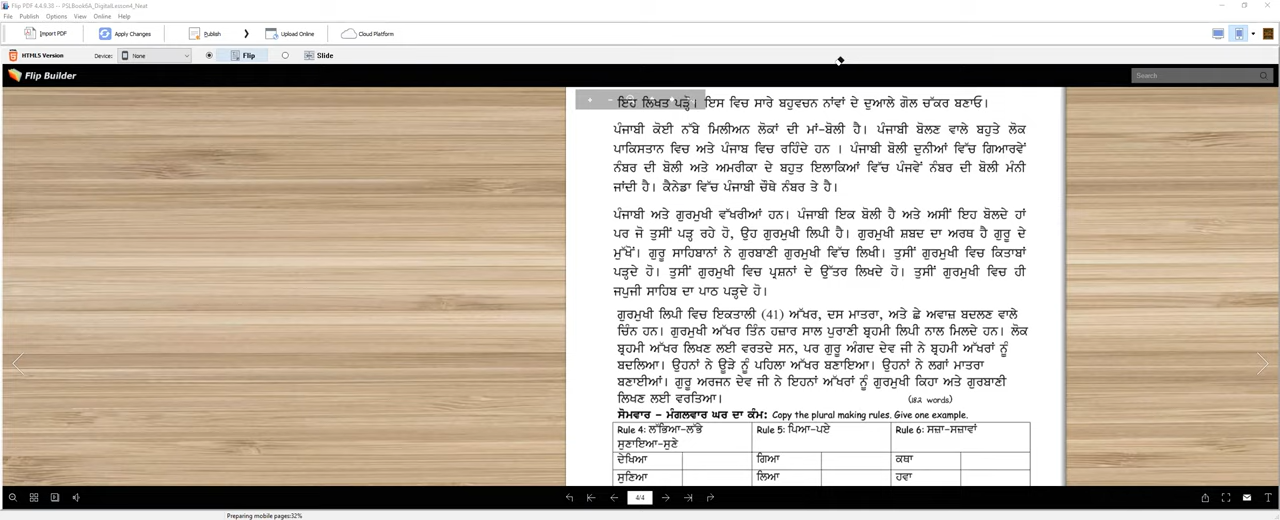 Flip PDF 4.4.9.38 -- PSLBook6A_DigitalLesson4_Neat
File Publish Options View Online Help
Import PDF Apply Changes Publish Upload Online Cloud Platform
HTML5 Version Device: None Flip Slide
Flip Builder Search
ਇਹ ਲਿਖਤ ਪੜ੍ਹੋ। ਇਸ ਵਿਚ ਸਾਰੇ ਬਹੁਵਚਨ ਨਾਂਵਾਂ ਦੇ ਦੁਆਲੇ ਗੋਲ ਚੱਕਰ ਬਣਾਓ।
ਪੰਜਾਬੀ ਕੋਈ ਨੱਬੇ ਮਿਲੀਅਨ ਲੋਕਾਂ ਦੀ ਮਾਂ-ਬੋਲੀ ਹੈ। ਪੰਜਾਬੀ ਬੋਲਣ ਵਾਲੇ ਬਹੁਤੇ ਲੋਕ
ਪਾਕਿਸਤਾਨ ਵਿਚ ਅਤੇ ਪੰਜਾਬ ਵਿਚ ਰਹਿੰਦੇ ਹਨ । ਪੰਜਾਬੀ ਬੋਲੀ ਦੁਨੀਆਂ ਵਿੱਚ ਗਿਆਰਵੇਂ
ਨੰਬਰ ਦੀ ਬੋਲੀ ਅਤੇ ਅਮਰੀਕਾ ਦੇ ਬਹੁਤ ਇਲਾਕਿਆਂ ਵਿੱਚ ਪੰਜਵੇਂ ਨੰਬਰ ਦੀ ਬੋਲੀ ਮੰਨੀ
ਜਾਂਦੀ ਹੈ। ਕੈਨੇਡਾ ਵਿੱਚ ਪੰਜਾਬੀ ਚੌਥੇ ਨੰਬਰ ਤੇ ਹੈ।
ਪੰਜਾਬੀ ਅਤੇ ਗੁਰਮੁਖੀ ਵੱਖਰੀਆਂ ਹਨ। ਪੰਜਾਬੀ ਇਕ ਬੋਲੀ ਹੈ ਅਤੇ ਅਸੀਂ ਇਹ ਬੋਲਦੇ ਹਾਂ
ਪਰ ਜੋ ਤੁਸੀਂ ਪੜ੍ਹ ਰਹੇ ਹੋ, ਉਹ ਗੁਰਮੁਖੀ ਲਿਪੀ ਹੈ। ਗੁਰਮੁਖੀ ਸ਼ਬਦ ਦਾ ਅਰਥ ਹੈ ਗੁਰੂ ਦੇ
ਮੁੱਖੋਂ। ਗੁਰੂ ਸਾਹਿਬਾਨਾਂ ਨੇ ਗੁਰਬਾਣੀ ਗੁਰਮੁਖੀ ਵਿੱਚ ਲਿਖੀ। ਤੁਸੀਂ ਗੁਰਮੁਖੀ ਵਿਚ ਕਿਤਾਬਾਂ
ਪੜ੍ਹਦੇ ਹੋ। ਤੁਸੀਂ ਗੁਰਮੁਖੀ ਵਿਚ ਪ੍ਰਸ਼ਨਾਂ ਦੇ ਉੱਤਰ ਲਿਖਦੇ ਹੋ। ਤੁਸੀਂ ਗੁਰਮੁਖੀ ਵਿਚ ਹੀ
ਜਪੁਜੀ ਸਾਹਿਬ ਦਾ ਪਾਠ ਪੜ੍ਹਦੇ ਹੋ।
ਗੁਰਮੁਖੀ ਲਿਪੀ ਵਿਚ ਇਕਤਾਲੀ (41) ਅੱਖਰ, ਦਸ ਮਾਤਰਾ, ਅਤੇ ਛੇ ਅਵਾਜ਼ ਬਦਲਣ ਵਾਲੇ
ਚਿੰਨ ਹਨ। ਗੁਰਮੁਖੀ ਅੱਖਰ ਤਿੰਨ ਹਜ਼ਾਰ ਸਾਲ ਪੁਰਾਣੀ ਬ੍ਰਹਮੀ ਲਿਪੀ ਨਾਲ ਮਿਲਦੇ ਹਨ। ਲੋਕ
ਬ੍ਰਹਮੀ ਅੱਖਰ ਲਿਖਣ ਲਈ ਵਰਤਦੇ ਸਨ, ਪਰ ਗੁਰੂ ਅੰਗਦ ਦੇਵ ਜੀ ਨੇ ਬ੍ਰਹਮੀ ਅੱਖਰਾਂ ਨੂੰ
ਬਦਲਿਆ। ਉਹਨਾਂ ਨੇ ਊੜੇ ਨੂੰ ਪਹਿਲਾ ਅੱਖਰ ਬਣਾਇਆ। ਉਹਨਾਂ ਨੇ ਲਗਾਂ ਮਾਤਰਾ
ਬਣਾਈਆਂ। ਗੁਰੂ ਅਰਜਨ ਦੇਵ ਜੀ ਨੇ ਇਹਨਾਂ ਅੱਖਰਾਂ ਨੂੰ ਗੁਰਮੁਖੀ ਕਿਹਾ ਅਤੇ ਗੁਰਬਾਣੀ
ਲਿਖਣ ਲਈ ਵਰਤਿਆ। (੧੪੨ words)
ਸੋਮਵਾਰ - ਮੰਗਲਵਾਰ ਘਰ ਦਾ ਕੰਮ: Copy the plural making rules. Give one example.
Rule 4: ਲੱਭਿਆ-ਲੱਭੇ Rule 5: ਪਿਆ-ਪਏ Rule 6: ਸਜ਼ਾ-ਸਜ਼ਾਵਾਂ
ਸੁਣਾਇਆ-ਸੁਣੇ
ਦੇਖਿਆ ਗਿਆ ਕਥਾ
ਸੁਣਿਆ ਲਿਆ ਹਵਾ
4/4
Preparing mobile pages:32%